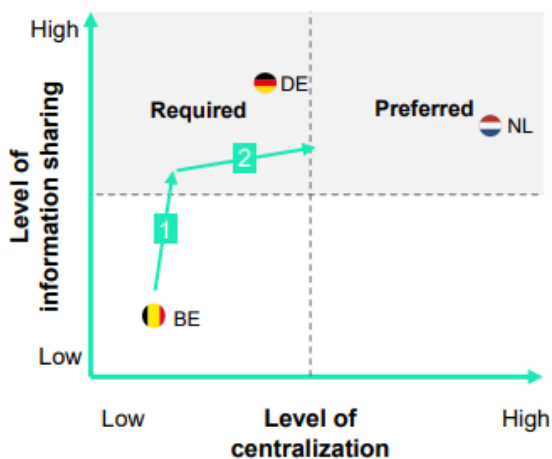 High
DE
Required
Preferred
NL
2
Level of
information sharing
1
BE
Low
Low
Level of
centralization
High